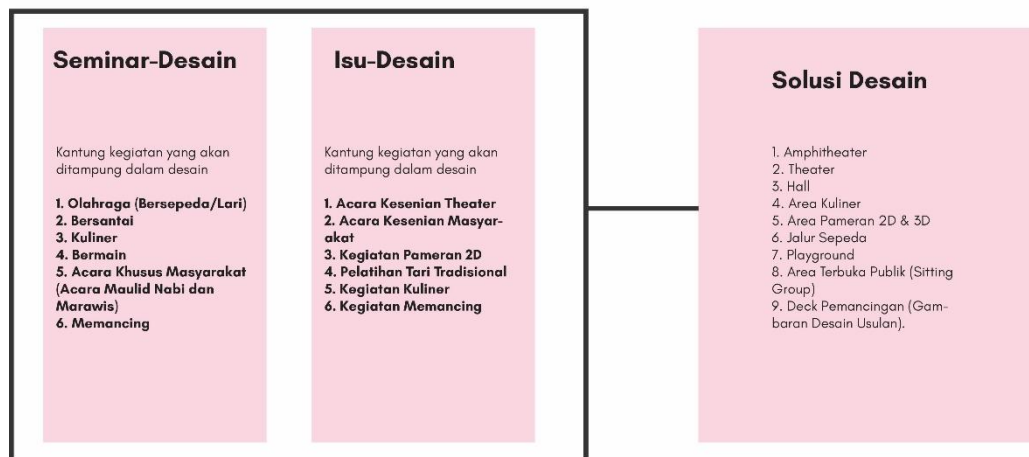 Seminar-Desain
Kantung kegiatan yang akan
ditampung dalam desain
1. Olahraga (Bersepeda/Lari)
2. Bersantai
3. Kuliner
4. Bermain
5. Acara Khusus Masyarakat
(Acara Maulid Nabi dan
Marawis)
6. Memancing
Isu-Desain
Kantung kegiatan yang akan
ditampung dalam desain
1. Acara Kesenian Theater
2. Acara Kesenian Masyar-
akat
3. Kegiatan Pameran 2D
4. Pelatihan Tari Tradisional
5. Kegiatan Kuliner
6. Kegiatan Memancing
Solusi Desain
1. Amphitheater
2. Theater
3. Hall
4. Area Kuliner
5. Area Pameran 2D & 3D
6. Jalur Sepeda
7. Playground
8. Area Terbuka Publik (Sitting
Group)
9. Deck Pemancingan (Gam-
baran Desain Usulan).